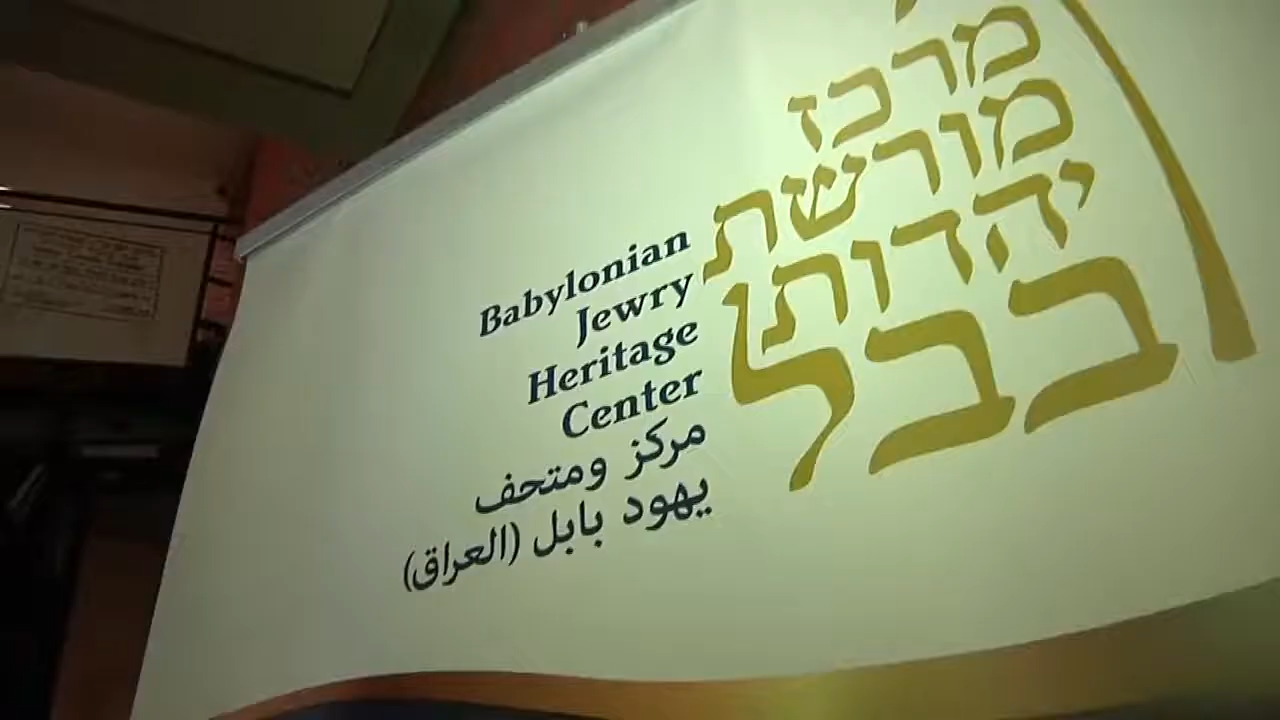 מרכז
מורשת
יהדות
בבל
Babylonian
Jewry
Heritage
Center
مركز ومتحف
يهود بابل (العراق)